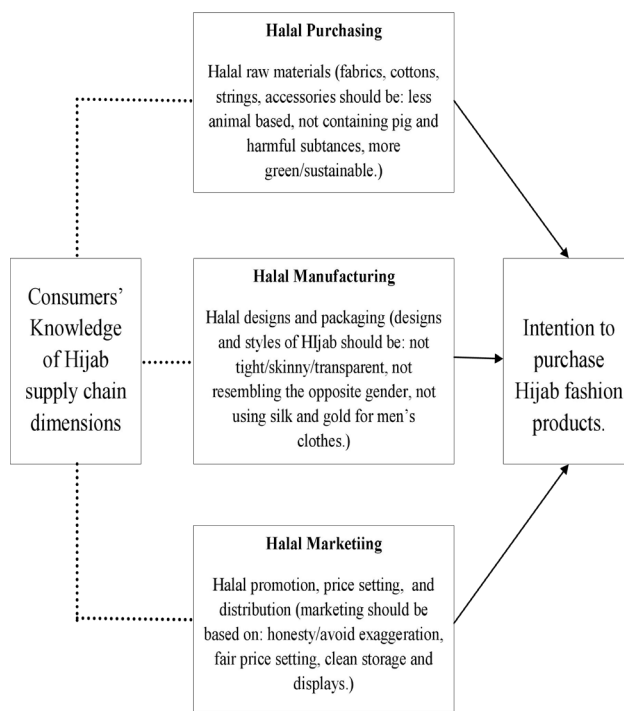 Halal Purchasing
Halal raw materials (fabrics, cottons,
strings, accessories should be: less
animal based, not containing pig and
harmful subtances, more
green/sustainable.)
Consumers'
Knowledge
of Hijab
supply chain
dimensions
Halal Manufacturing
Halal designs and packaging (designs
and styles of HIjab should be: not
tight/skinny/transparent, not
resembling the opposite gender, not
using silk and gold for men's
clothes.)
Intention to
purchase
Hijab fashion
products.
Halal Marketiing
Halal promotion, price setting, and
distribution (marketing should be
based on: honesty/avoid exaggeration,
fair price setting, clean storage and
displays.)